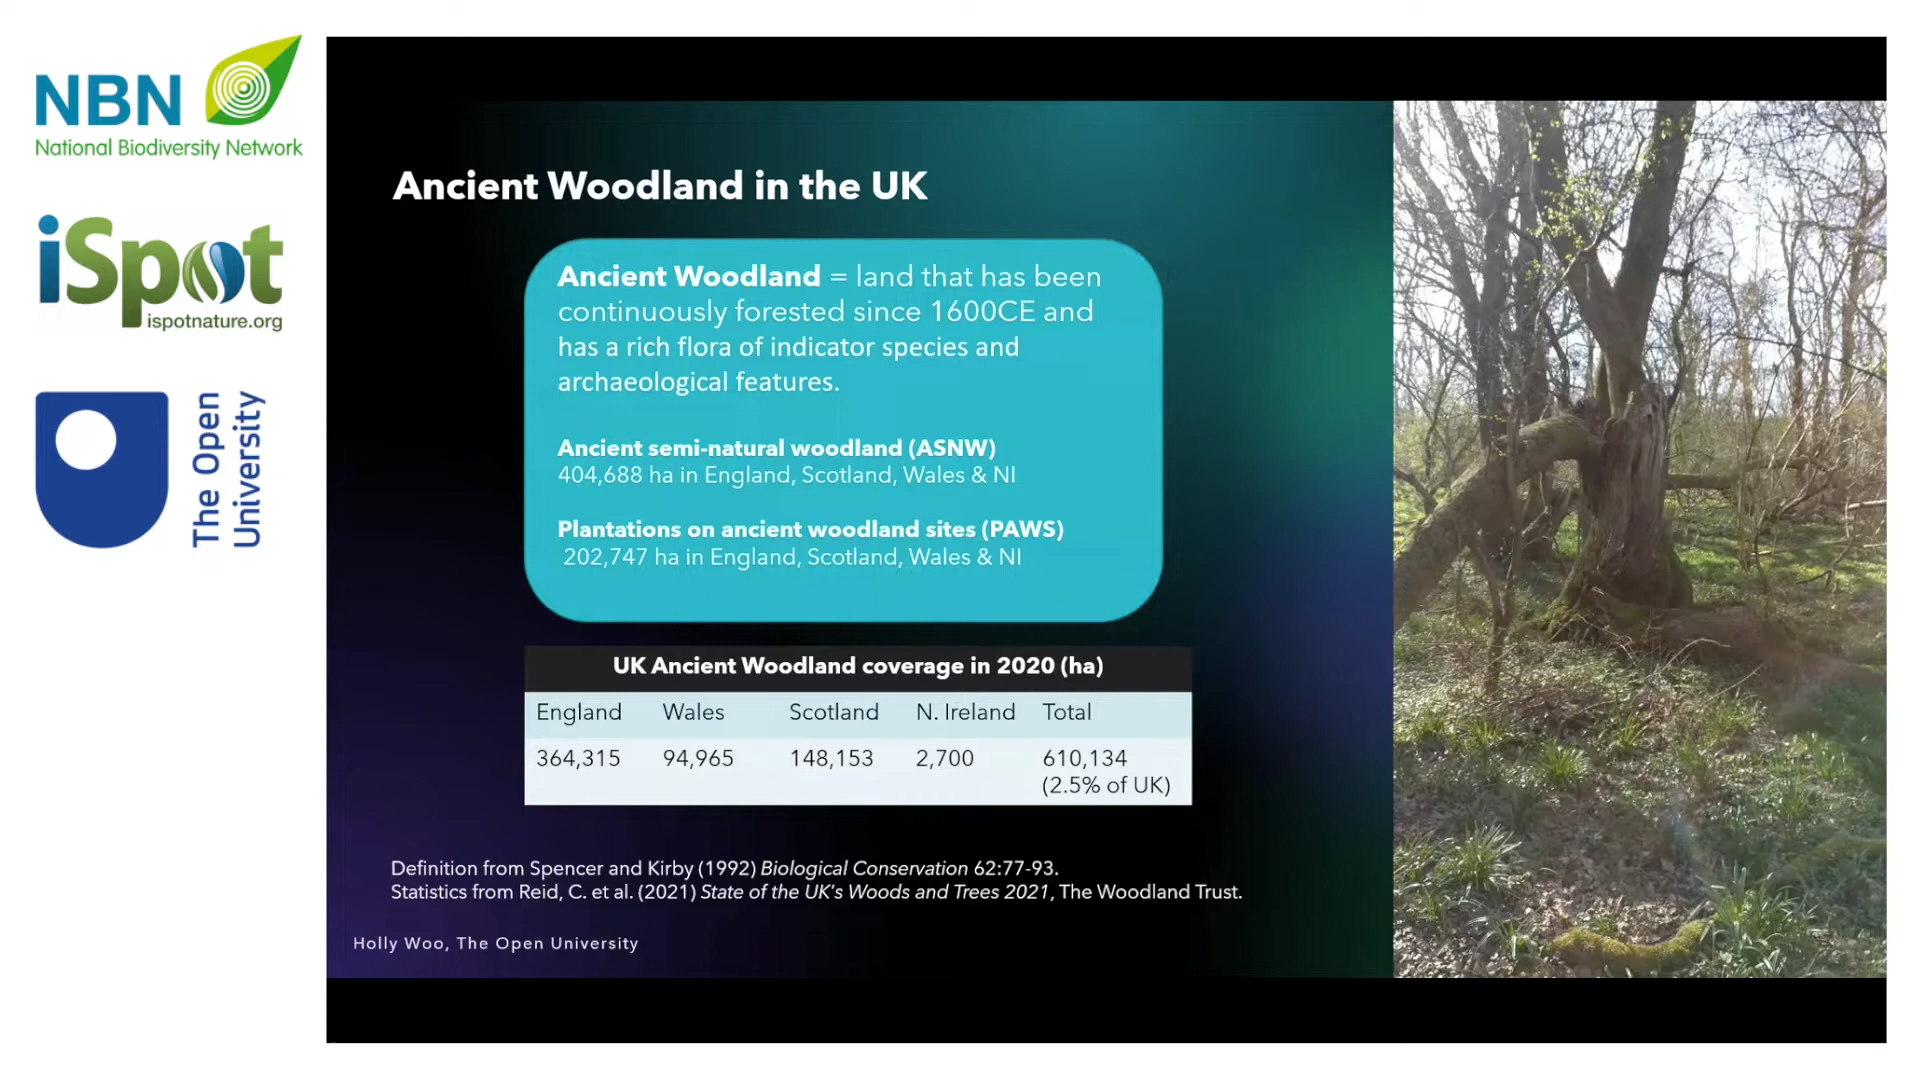 NBN
National Biodiversity Network
iSpot
ispotnature.org
The Open
University
Ancient Woodland in the UK
Ancient Woodland = land that has been
continuously forested since 1600CE and
has a rich flora of indicator species and
archaeological features.
Ancient semi-natural woodland (ASNW)
404,688 ha in England, Scotland, Wales & NI
Plantations on ancient woodland sites (PAWS)
202,747 ha in England, Scotland, Wales & NI
UK Ancient Woodland coverage in 2020 (ha)
England Wales Scotland N. Ireland Total
364,315 94,965 148,153 2,700 610,134
(2.5% of UK)
Definition from Spencer and Kirby (1992) Biological Conservation 62:77-93.
Statistics from Reid, C. et al. (2021) State of the UK's Woods and Trees 2021, The Woodland Trust.
Holly Woo, The Open University